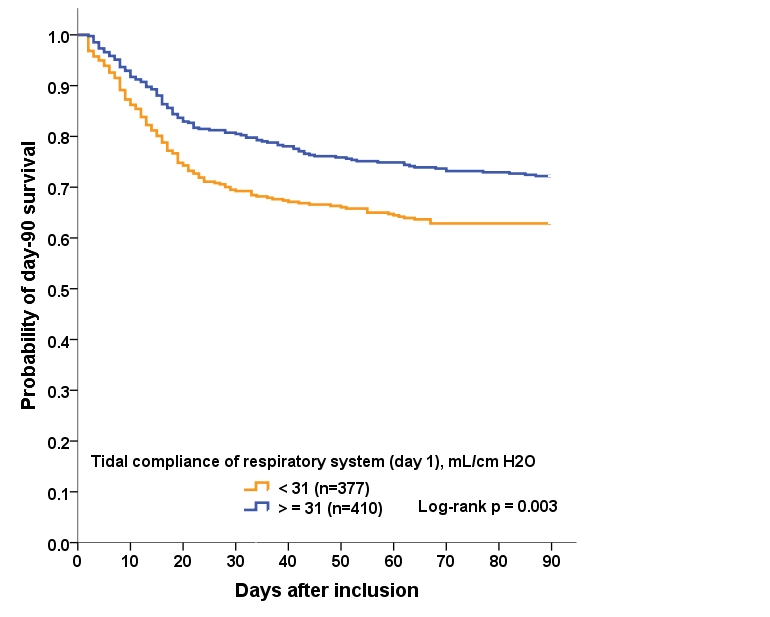 Probability of day-90 survival
1.0
0.9
0.8
0.7
0.6
0.5
0.4
0.3
0.2
0.1
0.0
Tidal compliance of respiratory system (day 1), mL/cm H2O
< 31 (n=377)
> = 31 (n=410)
Log-rank p = 0.003
0 10 20 30 40 50 60 70 80 90
Days after inclusion